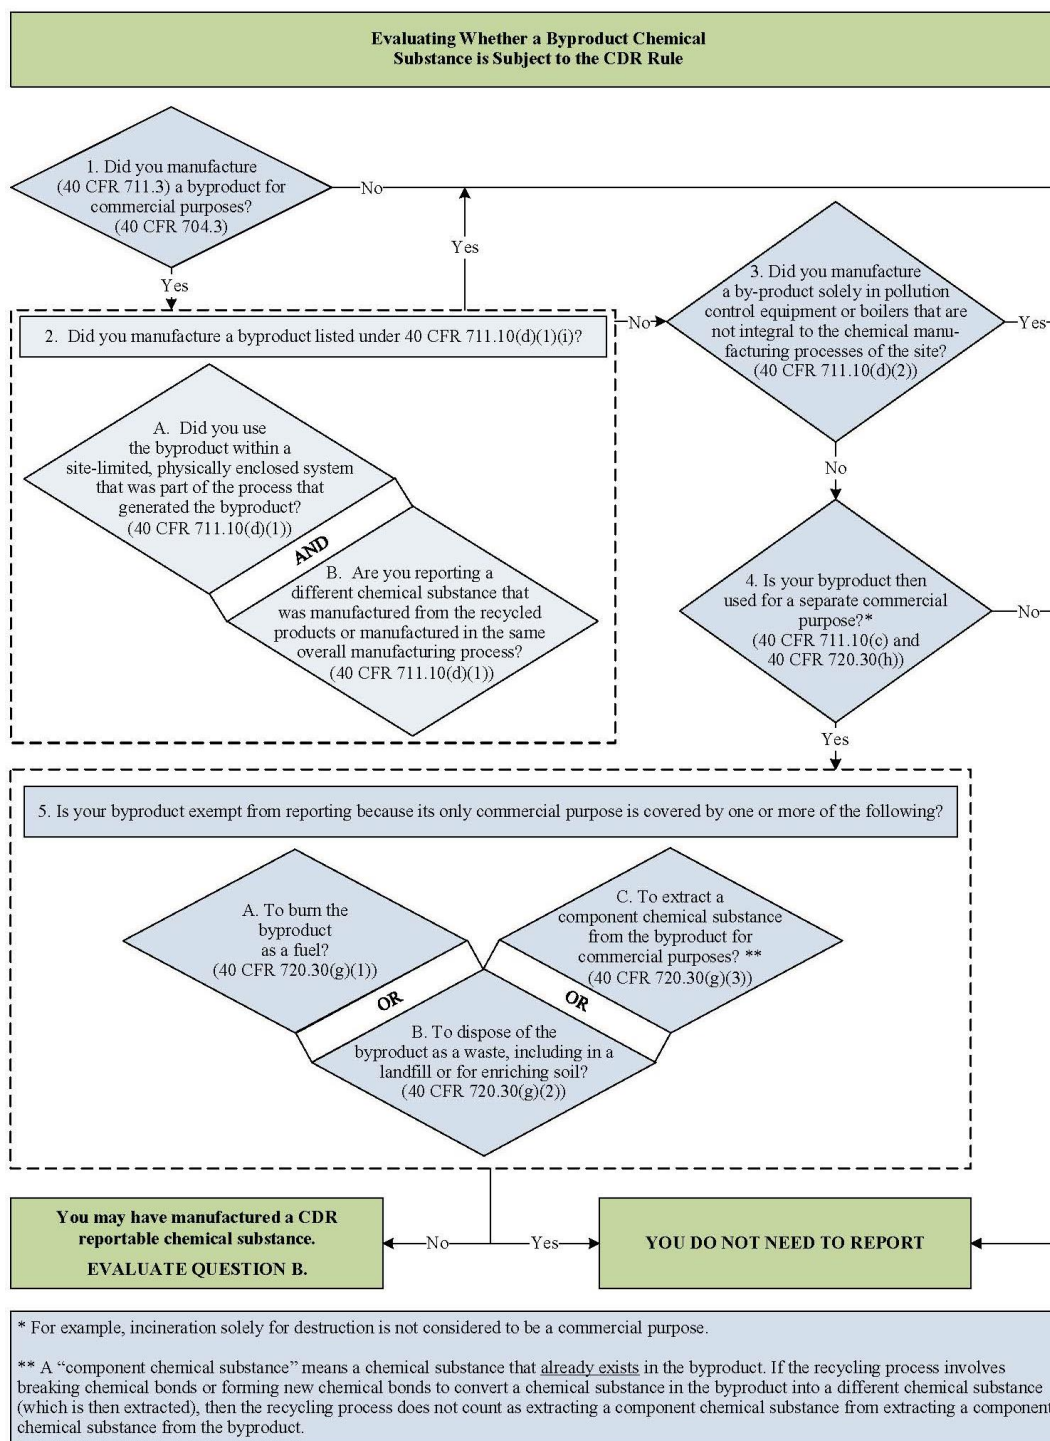 Evaluating Whether a Byproduct Chemical
Substance is Subject to the CDR Rule
1. Did you manufacture
(40 CFR 711.3) a byproduct for
commercial purposes?
(40 CFR 704.3)
No
Yes
Yes
2. Did you manufacture a byproduct listed under 40 CFR 711.10(d)(1)(i)?
A. Did you use
the byproduct within a
site-limited, physically enclosed system
that was part of the process that
generated the byproduct?
(40 CFR 711.10(d)(1))
AND
B. Are you reporting a
different chemical substance that
was manufactured from the recycled
products or manufactured in the same
overall manufacturing process?
(40 CFR 711.10(d)(1))
No
3. Did you manufacture
a by-product solely in pollution
control equipment or boilers that are
not integral to the chemical manu-
facturing processes of the site?
(40 CFR 711.10(d)(2))
Yes
No
4. Is your byproduct then
used for a separate commercial
purpose?*
(40 CFR 711.10(c) and
40 CFR 720.30(h))
No
Yes
5. Is your byproduct exempt from reporting because its only commercial purpose is covered by one or more of the following?
A. To burn the
byproduct
as a fuel?
(40 CFR 720.30(g)(1))
OR
B. To dispose of the
byproduct as a waste, including in a
landfill or for enriching soil?
(40 CFR 720.30(g)(2))
OR
C. To extract a
component chemical substance
from the byproduct for
commercial purposes? **
(40 CFR 720.30(g)(3))
No
Yes
You may have manufactured a CDR
reportable chemical substance.
EVALUATE QUESTION B.
YOU DO NOT NEED TO REPORT
* For example, incineration solely for destruction is not considered to be a commercial purpose.
** A “component chemical substance” means a chemical substance that already exists in the byproduct. If the recycling process involves
breaking chemical bonds or forming new chemical bonds to convert a chemical substance in the byproduct into a different chemical substance
(which is then extracted), then the recycling process does not count as extracting a component chemical substance from extracting a component
chemical substance from the byproduct.